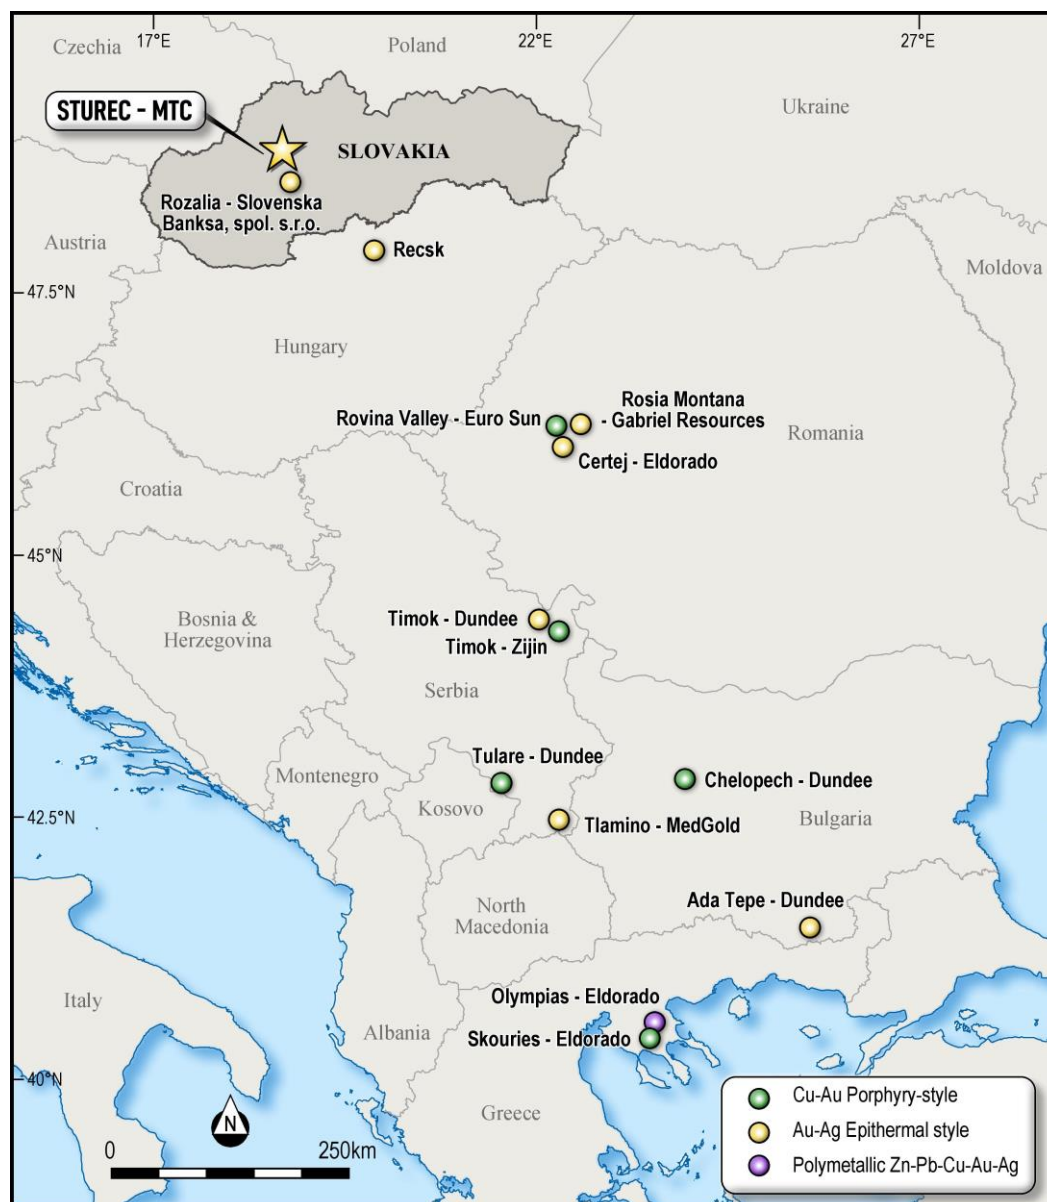 17°E
22°E
27°E
Czechia
Poland
Ukraine
STUREC - MTC
SLOVAKIA
Rozalia - Slovenska
Banksa, spol. s.r.o.
Austria
Recsk
Moldova
47.5°N
Hungary
Rosia Montana
- Gabriel Resources
Rovina Valley - Euro Sun
Romania
Certej - Eldorado
Croatia
45°N
Bosnia &
Herzegovina
Timok - Dundee
Timok - Zijin
Serbia
Tulare - Dundee
Montenegro
Chelopech - Dundee
Kosovo
42.5°N
Tlamino - MedGold
Bulgaria
Ada Tepe - Dundee
North
Macedonia
Italy
Olympias - Eldorado
Albania
Skouries - Eldorado
40°N
Greece
N
0
250km
Cu-Au Porphyry-style
Au-Ag Epithermal style
Polymetallic Zn-Pb-Cu-Au-Ag